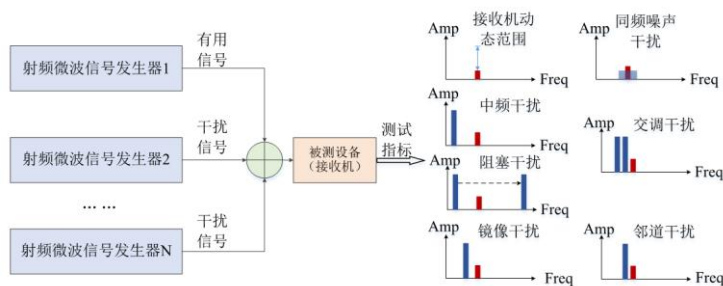 射频微波信号发生器1
有用
信号
射频微波信号发生器2
干扰
信号
... ...
射频微波信号发生器N
干扰
信号
被测设备
(接收机)
测试
指标
Amp
接收机动
态范围
Freq
Amp
同频噪声
干扰
Freq
Amp
中频干扰
Freq
Amp
交调干扰
Freq
Amp
阻塞干扰
Freq
Amp
镜像干扰
Freq
Amp
邻道干扰
Freq